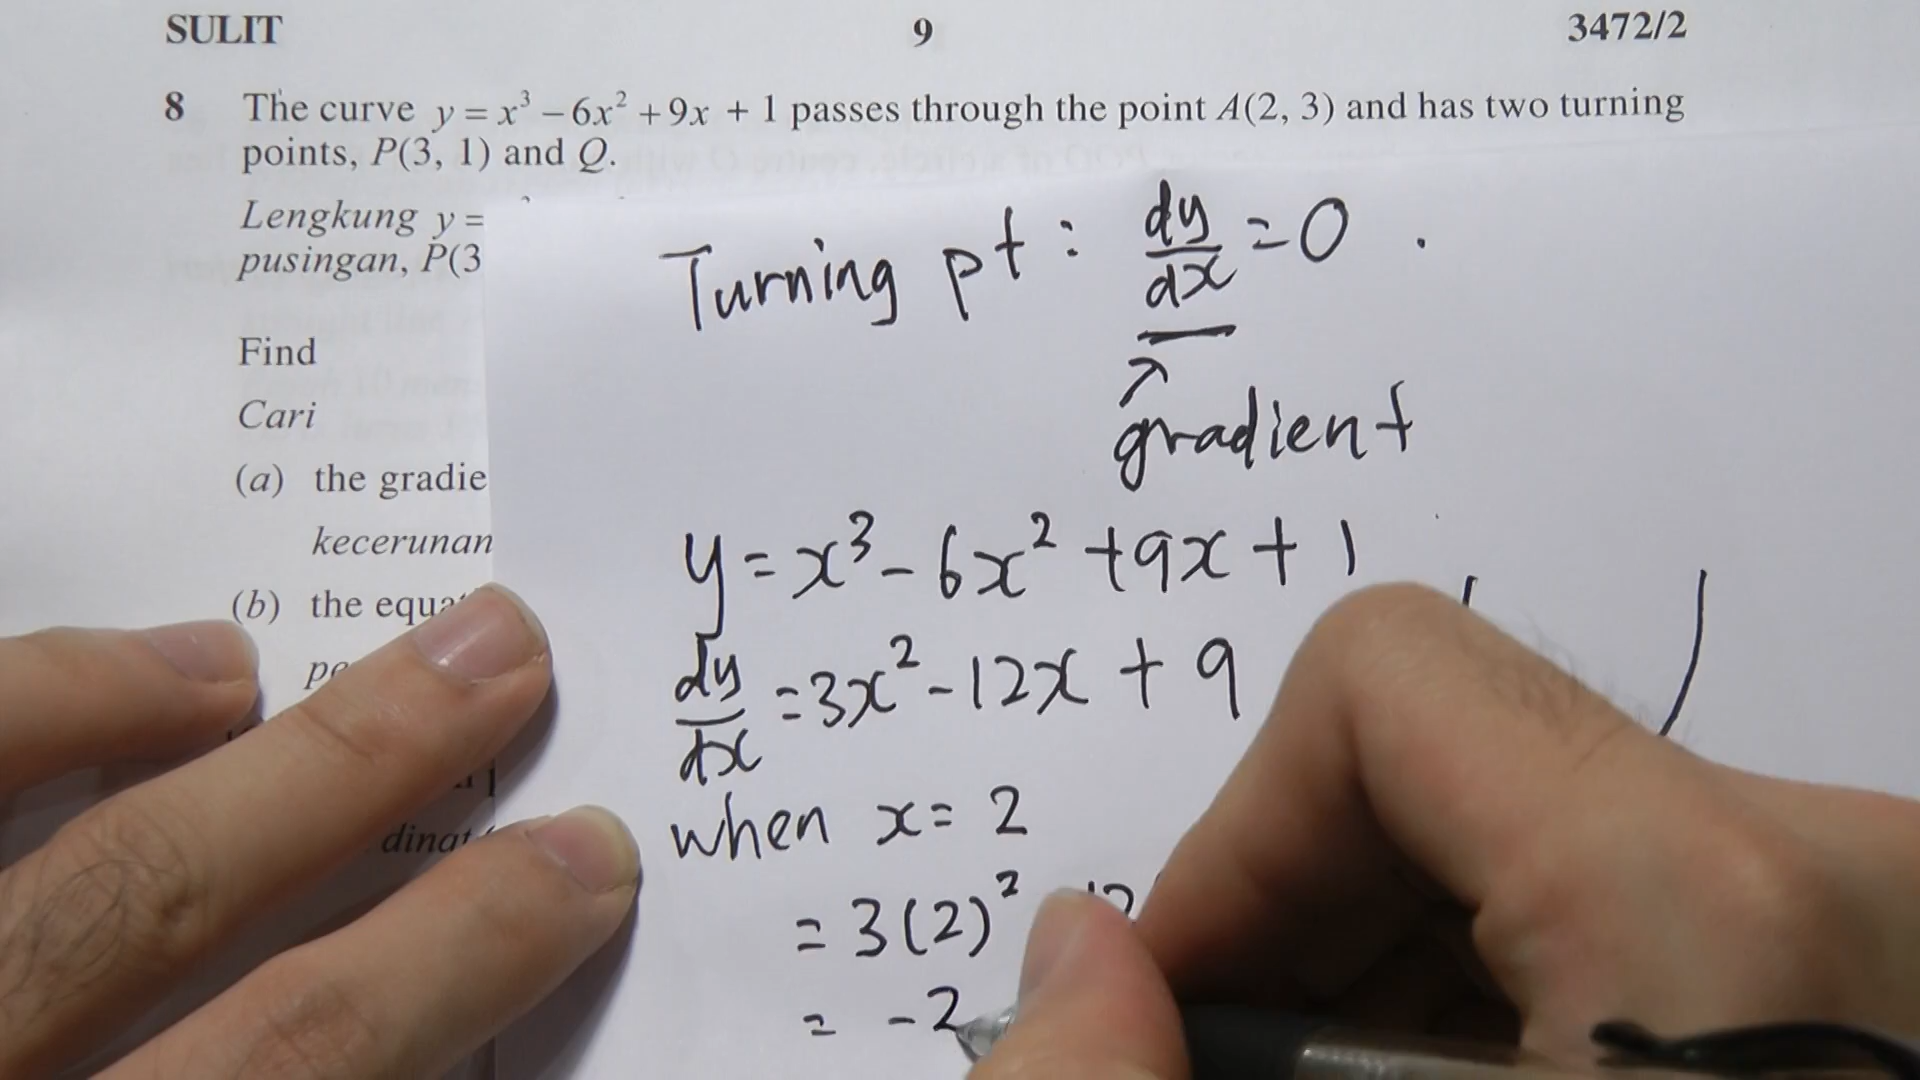 SULIT 9 3472/2
8 The curve y = x³ – 6x² + 9x + 1 passes through the point A(2, 3) and has two turning
points, P(3, 1) and Q.
Lengkung y =
pusingan, P(3
Find
Cari
(a) the gradie
kecerunan
(b) the equa
pe
dinat
Turning pt : dy/dx = 0 .
gradient
y = x³ - 6x² + 9x + 1
dy/dx = 3x² - 12x + 9
when x = 2
= 3(2)² 12
= -2